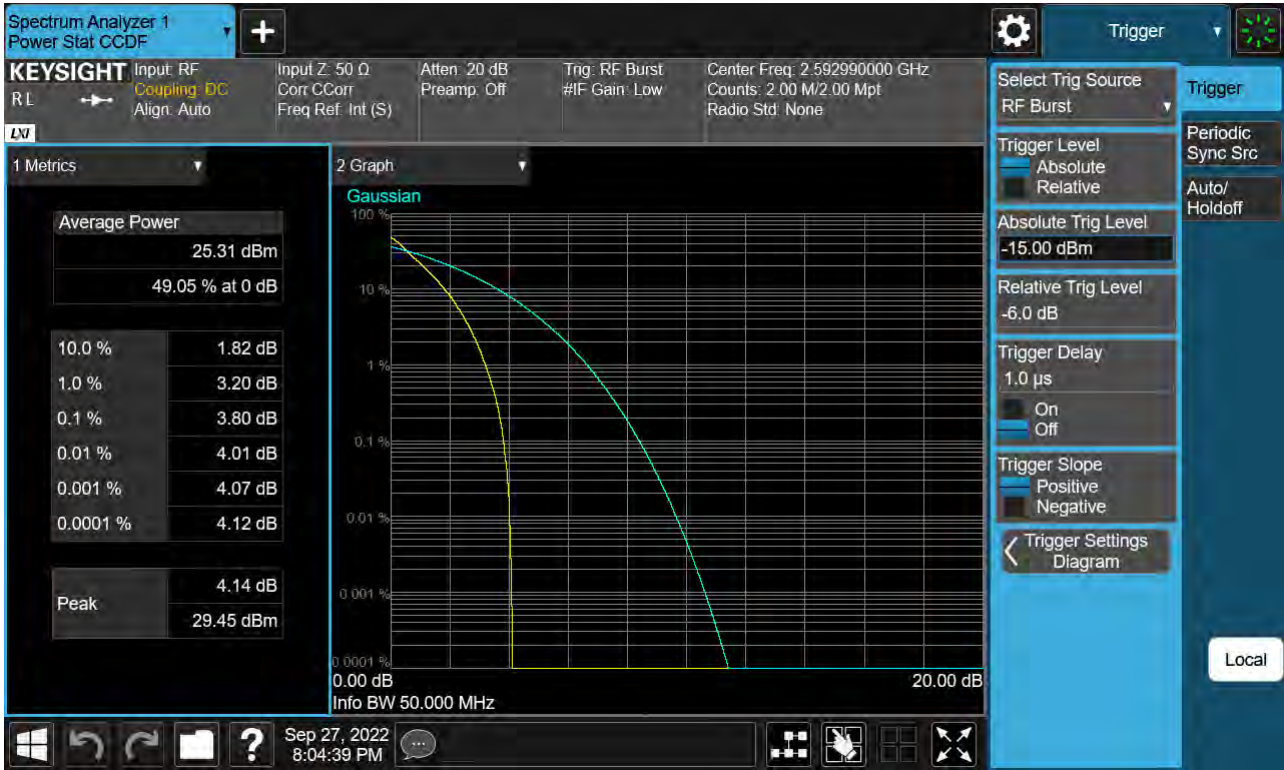 Spectrum Analyzer 1
Power Stat CCDF
+
Trigger
KEYSIGHT
R L
LXI
Input: RF
Coupling: DC
Align: Auto
Input Z: 50 Ω
Corr CCorr
Freq Ref: Int (S)
Atten: 20 dB
Preamp: Off
Trig: RF Burst
#IF Gain: Low
Center Freq: 2.592990000 GHz
Counts: 2.00 M/2.00 Mpt
Radio Std: None
1 Metrics
Average Power
25.31 dBm
49.05 % at 0 dB
10.0 % 1.82 dB
1.0 % 3.20 dB
0.1 % 3.80 dB
0.01 % 4.01 dB
0.001 % 4.07 dB
0.0001 % 4.12 dB
Peak
4.14 dB
29.45 dBm
2 Graph
Gaussian
100 %
10 %
1 %
0.1 %
0.01 %
0.001 %
0.0001 %
0.00 dB 20.00 dB
Info BW 50.000 MHz
Select Trig Source
RF Burst
Trigger Level
Absolute
Relative
Absolute Trig Level
-15.00 dBm
Relative Trig Level
-6.0 dB
Trigger Delay
1.0 µs
On
Off
Trigger Slope
Positive
Negative
Trigger Settings
Diagram
Trigger
Periodic
Sync Src
Auto/
Holdoff
Local
?
Sep 27, 2022
8:04:39 PM